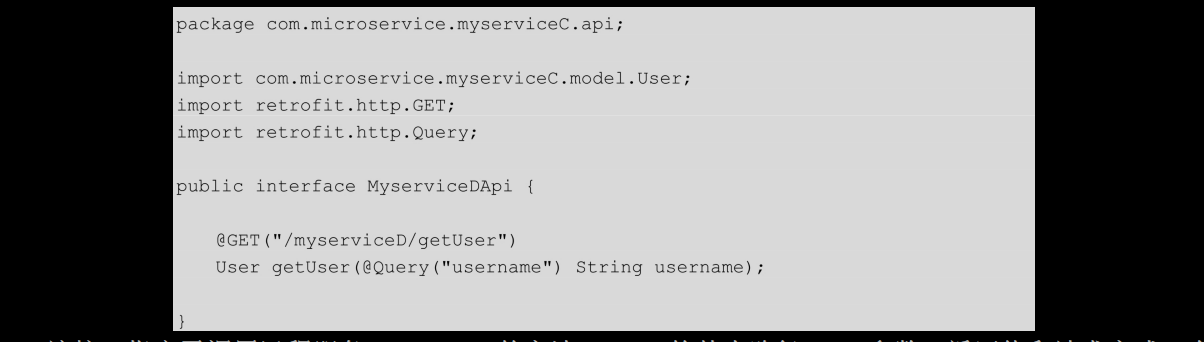 package com.microservice.myserviceC.api;
import com.microservice.myserviceC.model.User;
import retrofit.http.GET;
import retrofit.http.Query;
public interface MyserviceDApi {
@GET("/myserviceD/getUser")
User getUser(@Query("username") String username);
}